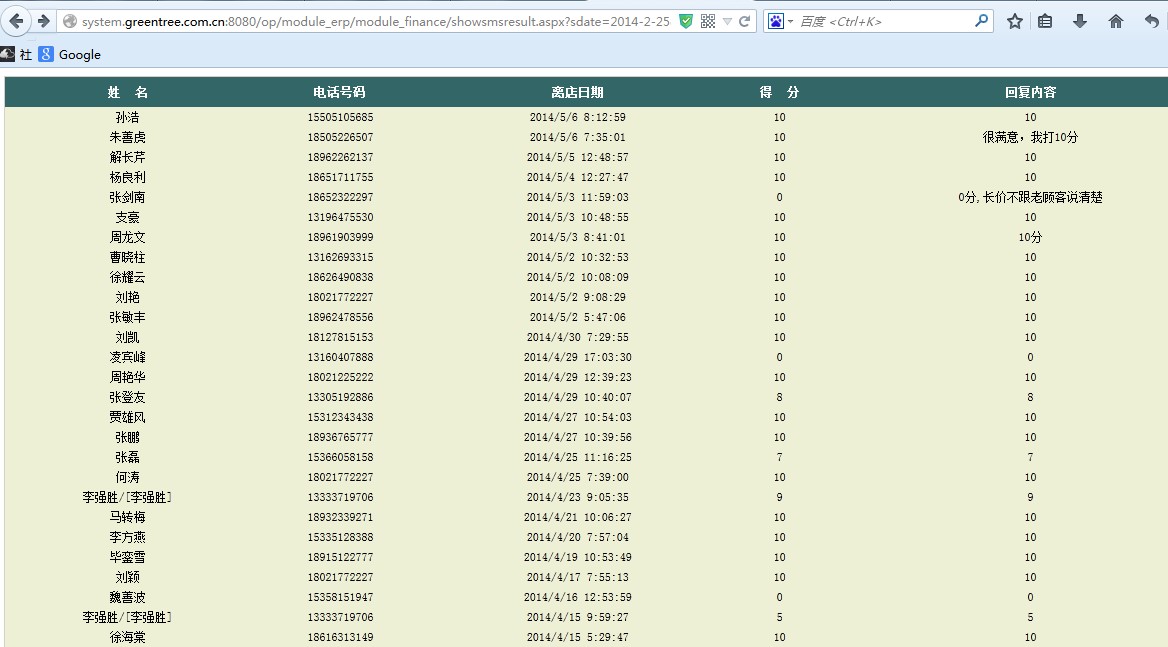 system.greentree.com.cn:8080/op/module_erp/module_finance/showsmsresult.aspx?sdate=2014-2-25 百度 <Ctrl+K>
社 Google
姓 名 电话号码 离店日期 得 分 回复内容
孙浩 15505105685 2014/5/6 8:12:59 10 10
朱善虎 18505226507 2014/5/6 7:35:01 10 很满意，我打10分
解长芹 18962262137 2014/5/5 12:48:57 10 10
杨良利 18651711755 2014/5/4 12:27:47 10 10
张剑南 18652322297 2014/5/3 11:59:03 0 0分,长价不跟老顾客说清楚
支豪 13196475530 2014/5/3 10:48:55 10 10
周龙文 18961903999 2014/5/3 8:41:01 10 10分
曹晓柱 13162693315 2014/5/2 10:32:53 10 10
徐耀云 18626490838 2014/5/2 10:08:09 10 10
刘艳 18021772227 2014/5/2 9:08:29 10 10
张敏丰 18962478556 2014/5/2 5:47:06 10 10
刘凯 18127815153 2014/4/30 7:29:55 10 10
凌宾峰 13160407888 2014/4/29 17:03:30 0 0
周艳华 18021225222 2014/4/29 12:39:23 10 10
张登友 13305192886 2014/4/29 10:40:07 8 8
贾雄风 15312343438 2014/4/27 10:54:03 10 10
张鹏 18936765777 2014/4/27 10:39:56 10 10
张磊 15366058158 2014/4/25 11:16:25 7 7
何涛 18021772227 2014/4/25 7:39:00 10 10
李强胜/[李强胜] 13333719706 2014/4/23 9:05:35 9 9
马转梅 18932339271 2014/4/21 10:06:27 10 10
李方燕 15335128388 2014/4/20 7:57:04 10 10
毕銮雪 18915122777 2014/4/19 10:53:49 10 10
刘颖 18021772227 2014/4/17 7:55:13 10 10
魏善波 15358151947 2014/4/16 12:53:59 0 0
李强胜/[李强胜] 13333719706 2014/4/15 9:59:27 5 5
徐海棠 18616313149 2014/4/15 5:29:47 10 10